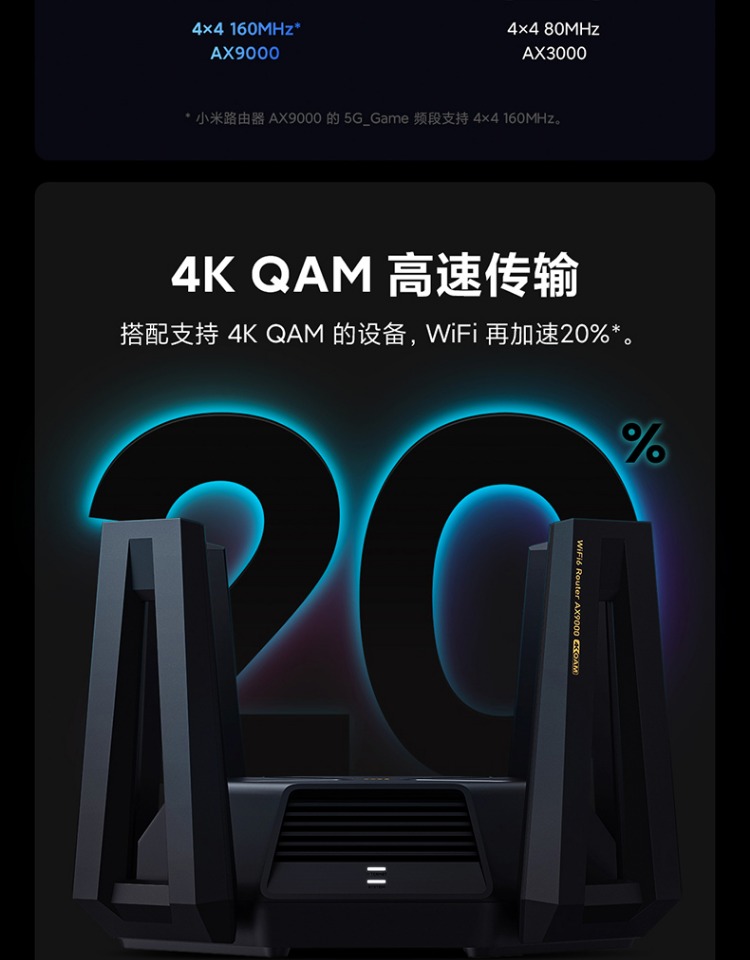 4×4 160MHz*
4×4 80MHz
AX9000
AX3000
* 小米路由器 AX9000 的 5G_Game 频段支持 4×4 160MHz。
4K QAM 高速传输
搭配支持 4K QAM 的设备, WiFi 再加速20%*。
20%
WiFi6 Router AX9000 4KQAM